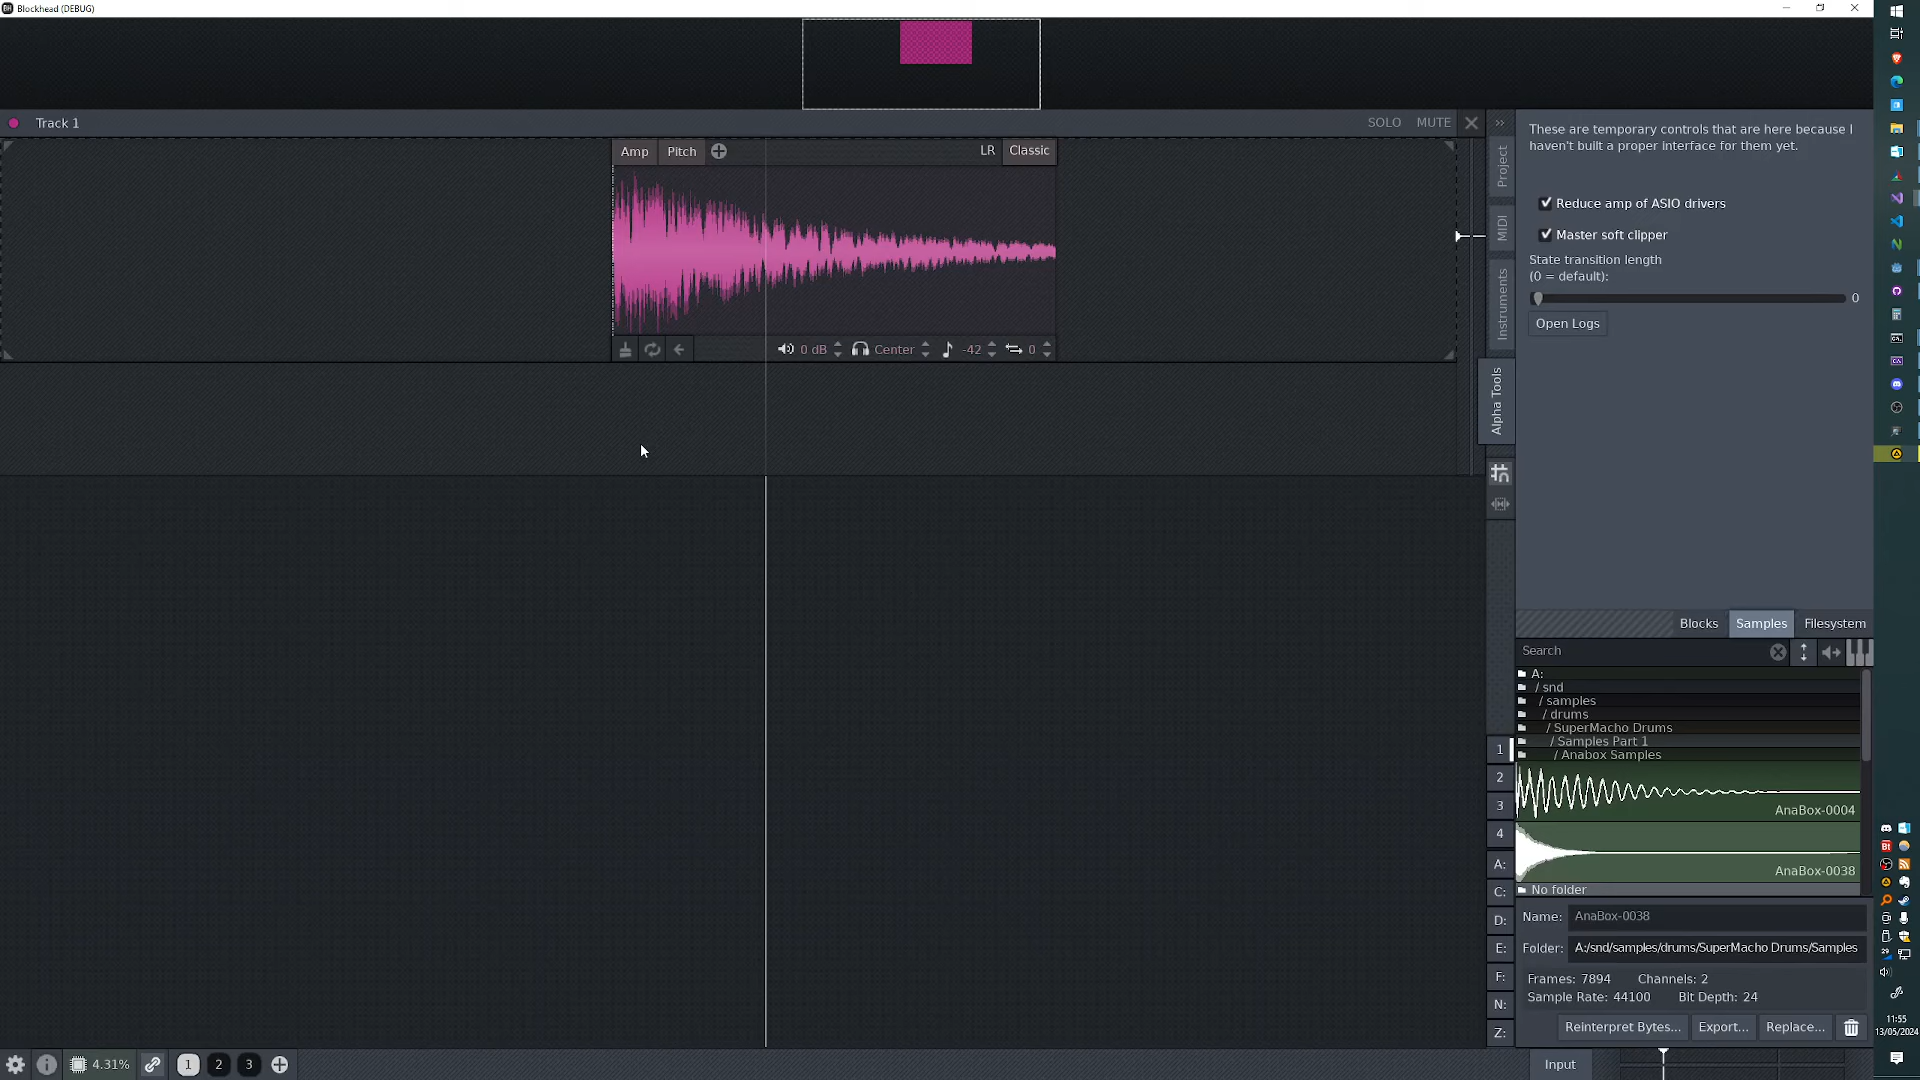 Blockhead (DEBUG)
Track 1
SOLO MUTE
Amp Pitch LR Classic
0 dB Center -42 0
Project
MIDI
Instruments
Alpha Tools
These are temporary controls that are here because I
haven't built a proper interface for them yet.
Reduce amp of ASIO drivers
Master soft clipper
State transition length
(0 = default):
0
Open Logs
Blocks Samples Filesystem
Search
A:
/ snd
/ samples
/ drums
/ SuperMacho Drums
/ Samples Part 1
/ Anabox Samples
AnaBox-0004
AnaBox-0038
No folder
1
2
3
4
A:
C:
D:
E:
F:
N:
Z:
Name: AnaBox-0038
Folder: A:/snd/samples/drums/SuperMacho Drums/Samples
Frames: 7894 Channels: 2
Sample Rate: 44100 Bit Depth: 24
Reinterpret Bytes... Export... Replace...
4.31% 1 2 3
Input
11:55
13/05/2024